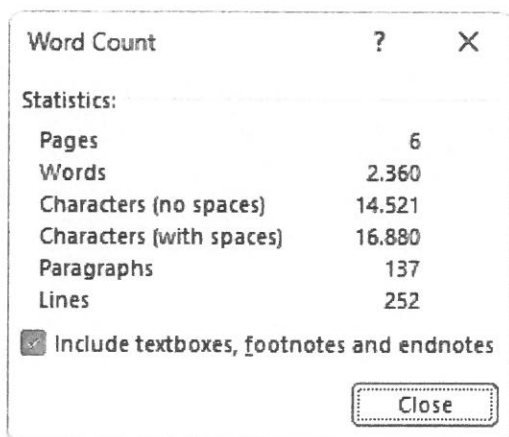 Word Count ? ×
Statistics:
Pages 6
Words 2.360
Characters (no spaces) 14.521
Characters (with spaces) 16.880
Paragraphs 137
Lines 252
Include textboxes, footnotes and endnotes
Close